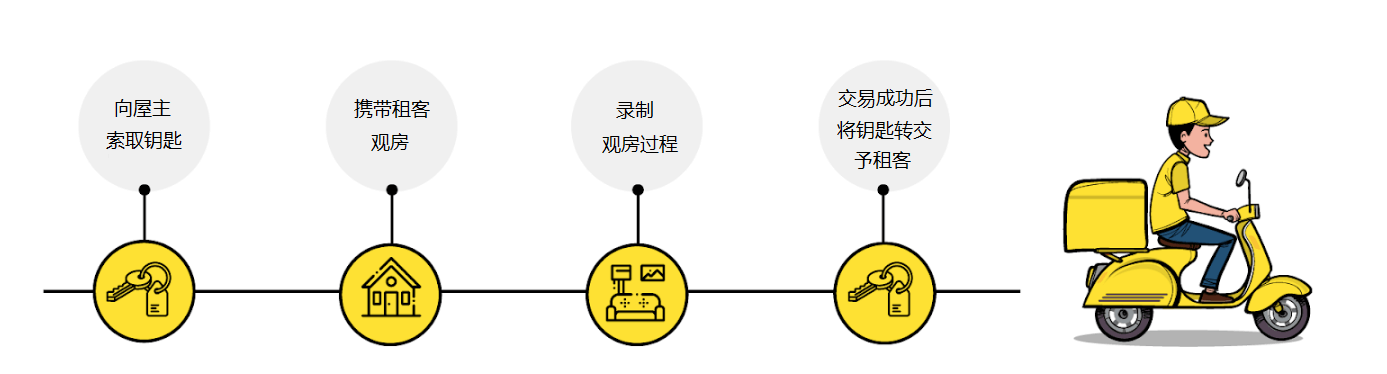 向屋主
索取钥匙
携带租客
观房
录制
观房过程
交易成功后
将钥匙转交
予租客